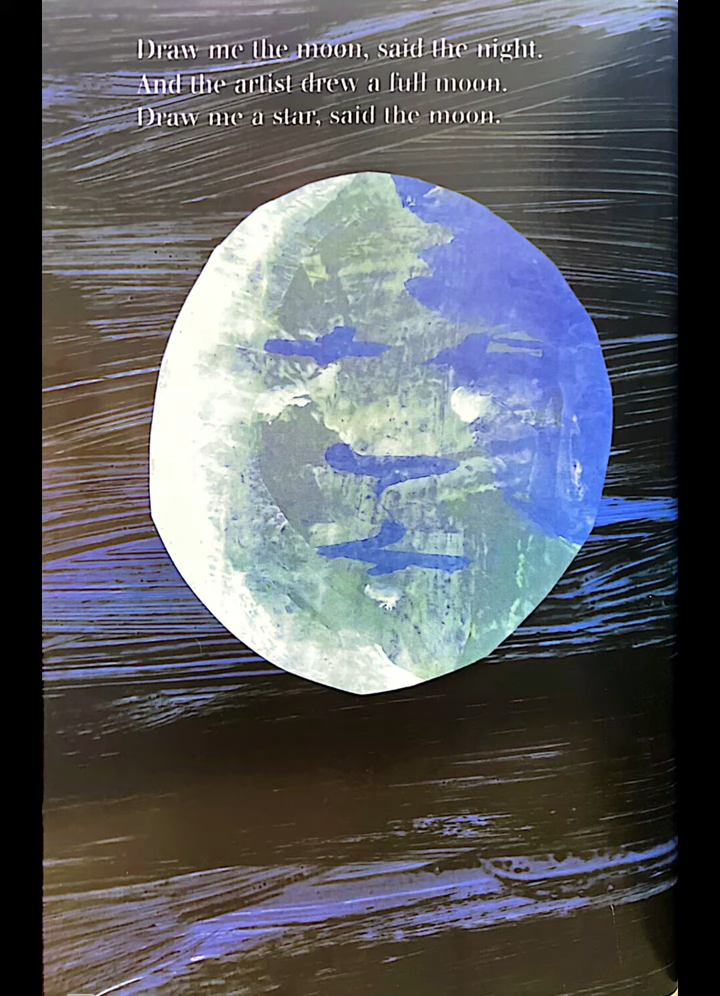 Draw me the moon, said the night.
And the artist drew a full moon.
Draw me a star, said the moon.